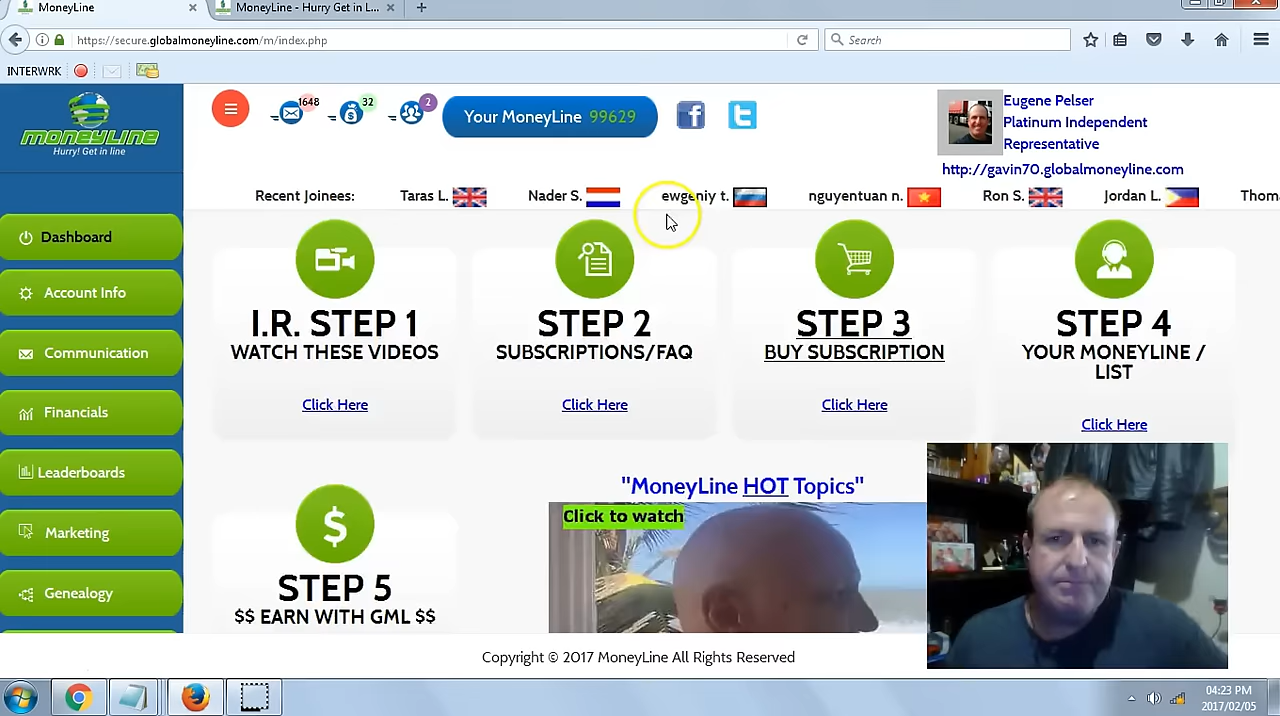 MoneyLine
MoneyLine - Hurry Get in L...
https://secure.globalmoneyline.com/m/index.php
Search
INTERWRK
MONEYLINE
Hurry! Get in line
1648
32
2
Your MoneyLine 99629
Eugene Pelser
Platinum Independent
Representative
http://gavin70.globalmoneyline.com
Recent Joinees: Taras L. Nader S. ewgeniy t. nguyentuan n. Ron S. Jordan L. Thom
Dashboard
Account Info
Communication
Financials
Leaderboards
Marketing
Genealogy
I.R. STEP 1
WATCH THESE VIDEOS
Click Here
STEP 2
SUBSCRIPTIONS/FAQ
Click Here
STEP 3
BUY SUBSCRIPTION
Click Here
STEP 4
YOUR MONEYLINE /
LIST
Click Here
STEP 5
$$ EARN WITH GML $$
"MoneyLine HOT Topics"
Click to watch
Copyright © 2017 MoneyLine All Rights Reserved
04:23 PM
2017/02/05